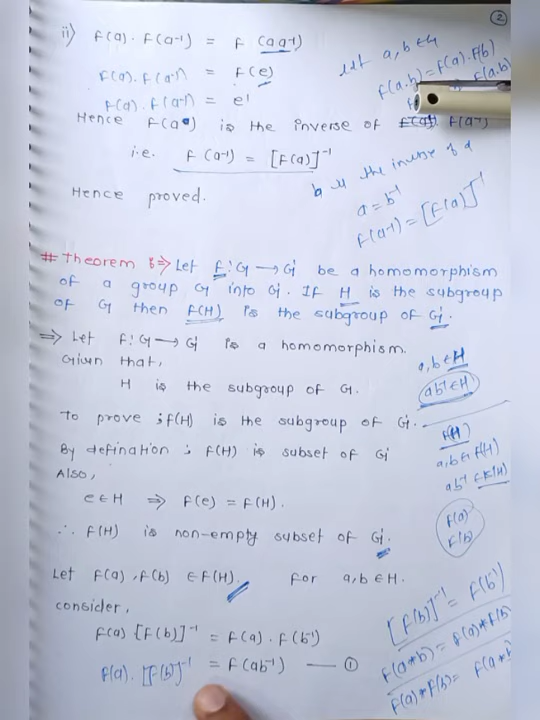 ②
ii) f(a) · f(a⁻¹) = f (aa⁻¹)
f(a) · f(a⁻¹) = f(e)
f(a) · f(a⁻¹) = e'
Hence f(a) is the inverse of f(a⁻¹)
i.e. f (a⁻¹) = [f(a)]⁻¹
Hence proved.
let a, b ∈ G
f(a.b) = f(a) . f(b)
f(a.b)
b is the inverse of a
a = b⁻¹
f(a⁻¹) = [f(a)]⁻¹
# Theorem :⇒ Let f : G → G' be a homomorphism
of a group G into G'. If H is the subgroup
of G then f(H) is the subgroup of G'.
⇒ Let f : G → G' is a homomorphism.
Given that,
H is the subgroup of G.
To prove ; f(H) is the subgroup of G'.
By defination ; f(H) is subset of G'
Also,
e ∈ H ⇒ f(e) = f(H).
∴ f(H) is non-empty subset of G'.
Let f(a), f(b) ∈ f(H). for a, b ∈ H.
consider,
f(a) [f(b)]⁻¹ = f(a) · f(b⁻¹)
f(a) · [f(b)]⁻¹ = f(ab⁻¹) — ①
a, b ∈ H
ab⁻¹ ∈ H
f(H)
a, b ∈ f(H)
ab⁻¹ ∈ f(H)
f(a)
f(b)
[f(b)]⁻¹ = f(b⁻¹)
f(a*b) = f(a)*f(b)
f(a)*f(b) = f(a*b